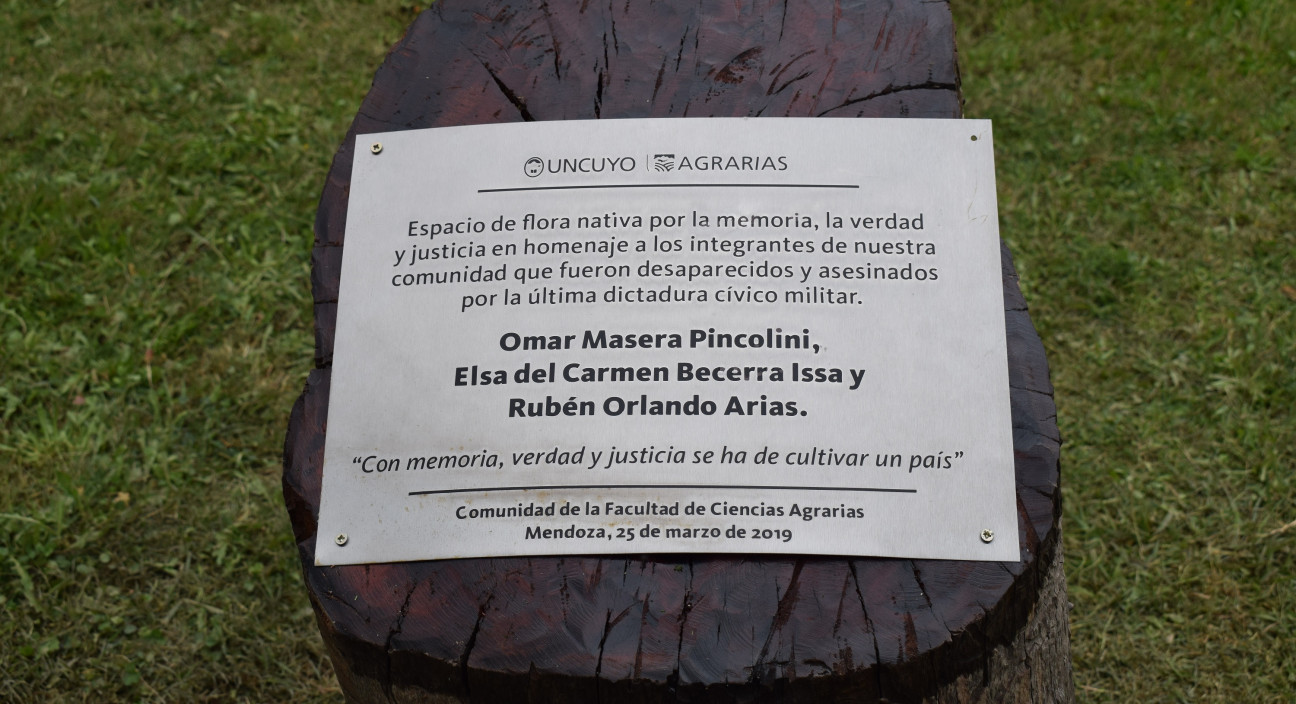 UNCUYO | AGRARIAS
Espacio de flora nativa por la memoria, la verdad
y justicia en homenaje a los integrantes de nuestra
comunidad que fueron desaparecidos y asesinados
por la última dictadura cívico militar.
Omar Masera Pincolini,
Elsa del Carmen Becerra Issa y
Rubén Orlando Arias.
“Con memoria, verdad y justicia se ha de cultivar un país”
Comunidad de la Facultad de Ciencias Agrarias
Mendoza, 25 de marzo de 2019